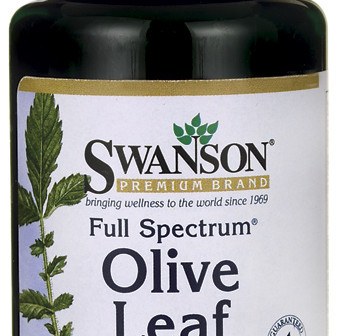 SWANSON®
PREMIUM BRAND
bringing wellness to the world since 1969
Full Spectrum®
Olive
Leaf